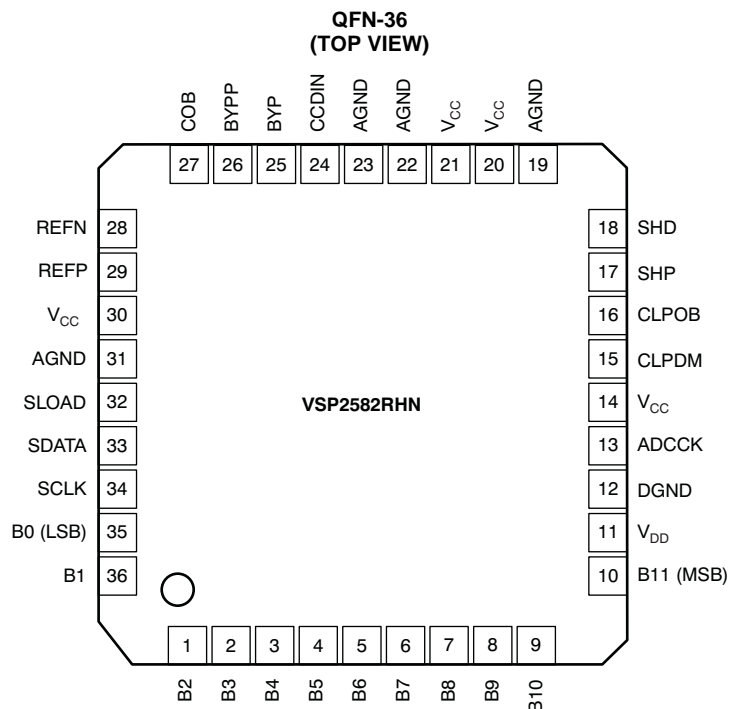 QFN-36
(TOP VIEW)
COB
BYPP
BYP
CCDIN
AGND
AGND
VCC
VCC
AGND
27 26 25 24 23 22 21 20 19
REFN 28
REFP 29
VCC 30
AGND 31
SLOAD 32
SDATA 33
SCLK 34
B0 (LSB) 35
B1 36
VSP2582RHN
18 SHD
17 SHP
16 CLPOB
15 CLPDM
14 VCC
13 ADCCK
12 DGND
11 VDD
10 B11 (MSB)
1 2 3 4 5 6 7 8 9
B2
B3
B4
B5
B6
B7
B8
B9
B10